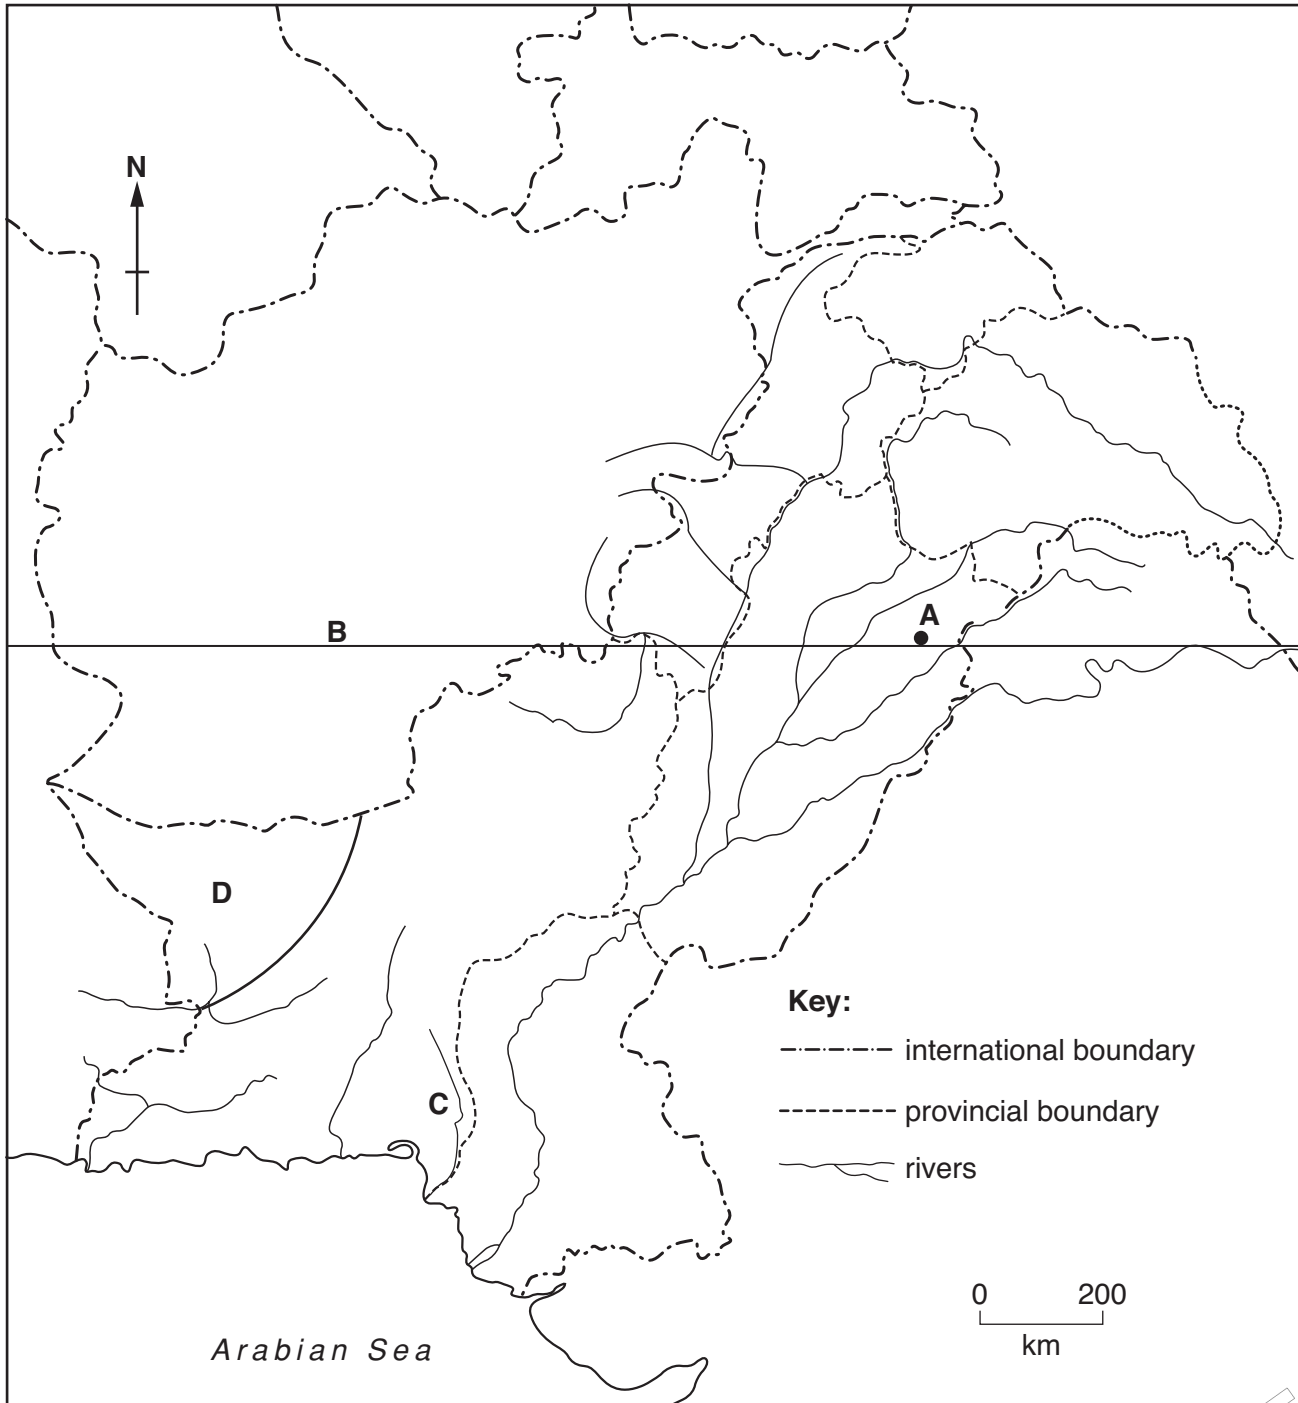 N
A
B
D
Key:
international boundary
C
provincial boundary
rivers
0 200
km
Arabian Sea